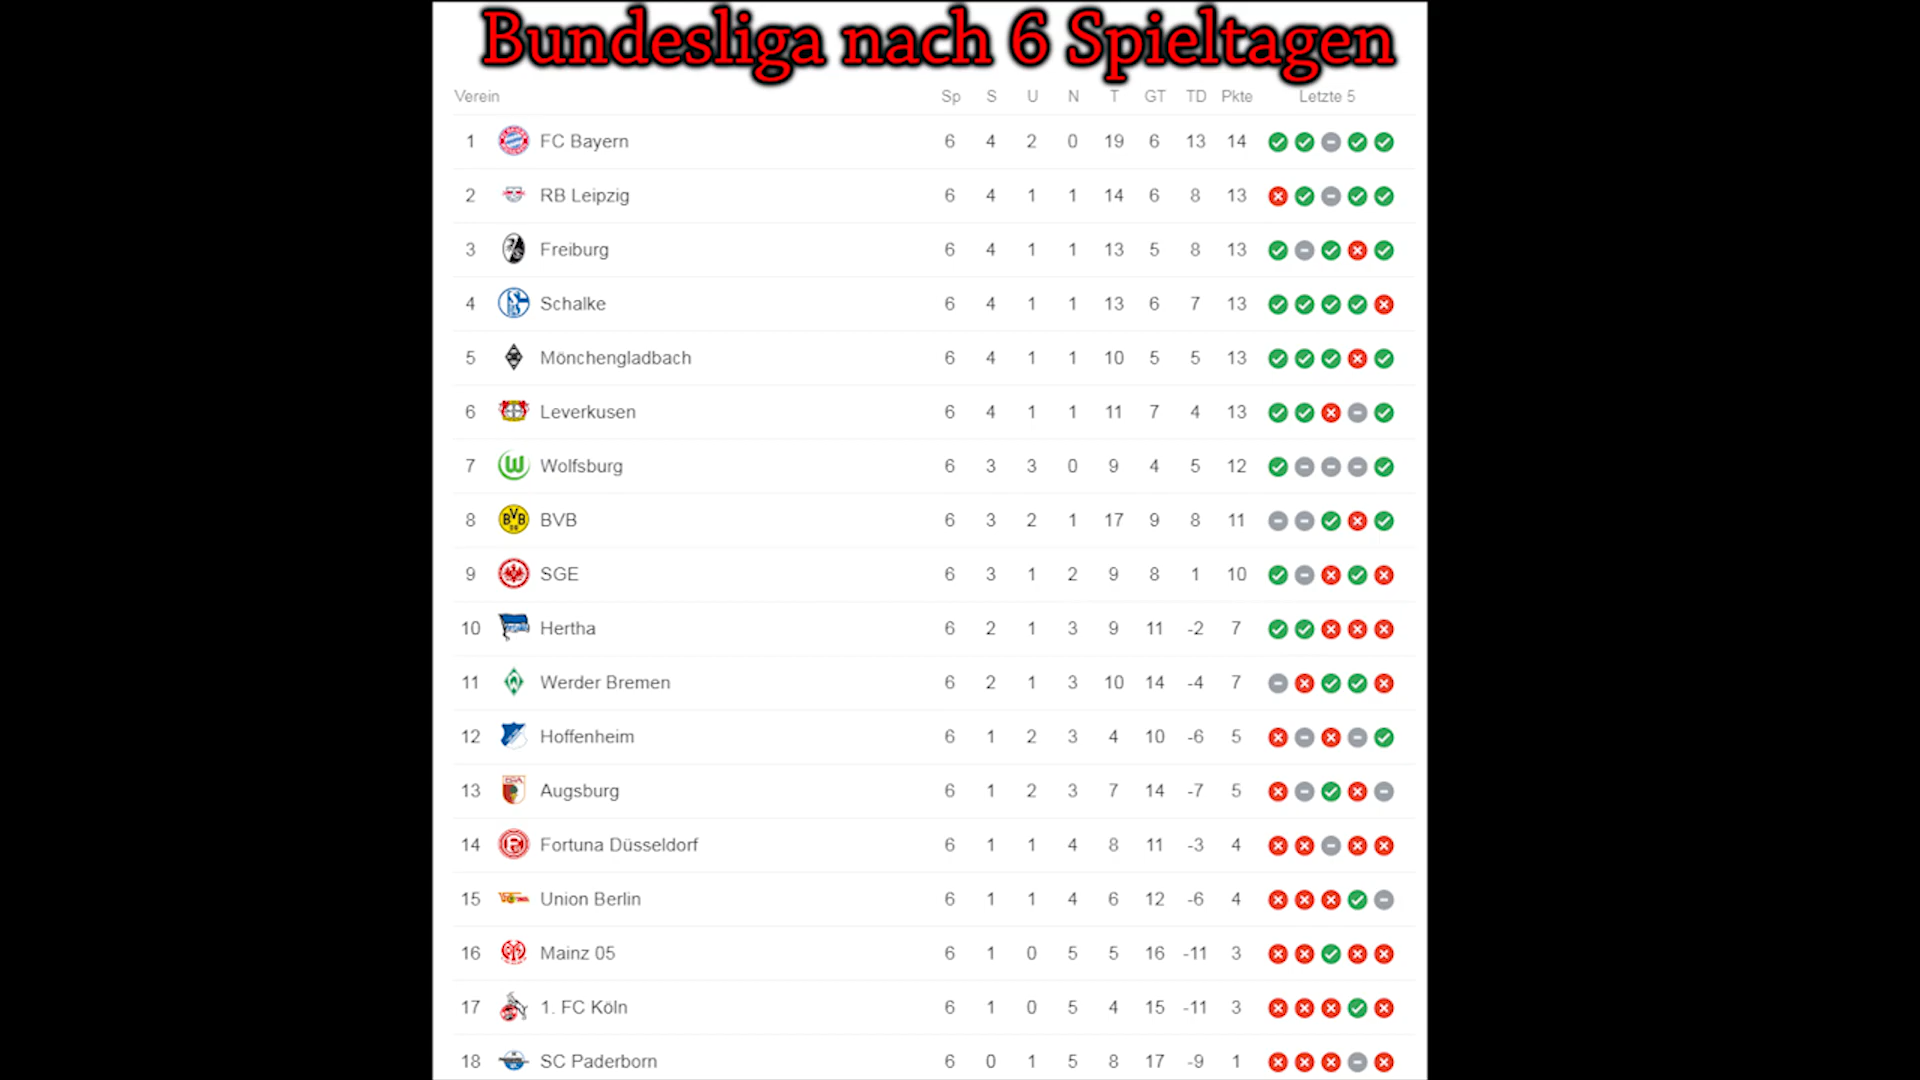 Bundesliga nach 6 Spieltagen
Verein Sp S U N T GT TD Pkte Letzte 5
1 FC Bayern 6 4 2 0 19 6 13 14
2 RB Leipzig 6 4 1 1 14 6 8 13
3 Freiburg 6 4 1 1 13 5 8 13
4 Schalke 6 4 1 1 13 6 7 13
5 Mönchengladbach 6 4 1 1 10 5 5 13
6 Leverkusen 6 4 1 1 11 7 4 13
7 Wolfsburg 6 3 3 0 9 4 5 12
8 BVB 6 3 2 1 17 9 8 11
9 SGE 6 3 1 2 9 8 1 10
10 Hertha 6 2 1 3 9 11 -2 7
11 Werder Bremen 6 2 1 3 10 14 -4 7
12 Hoffenheim 6 1 2 3 4 10 -6 5
13 Augsburg 6 1 2 3 7 14 -7 5
14 Fortuna Düsseldorf 6 1 1 4 8 11 -3 4
15 Union Berlin 6 1 1 4 6 12 -6 4
16 Mainz 05 6 1 0 5 5 16 -11 3
17 1. FC Köln 6 1 0 5 4 15 -11 3
18 SC Paderborn 6 0 1 5 8 17 -9 1